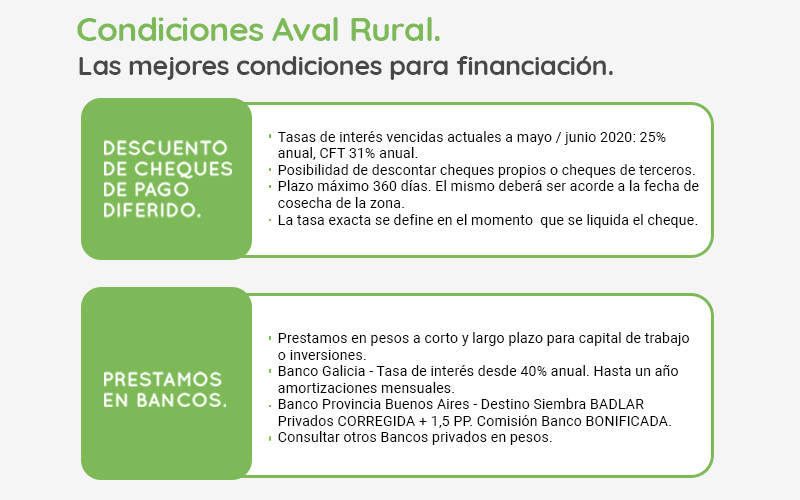 Condiciones Aval Rural.
Las mejores condiciones para financiación.
DESCUENTO
DE CHEQUES
DE PAGO
DIFERIDO.
Tasas de interés vencidas actuales a mayo / junio 2020: 25%
anual, CFT 31% anual.
Posibilidad de descontar cheques propios o cheques de terceros.
Plazo máximo 360 días. El mismo deberá ser acorde a la fecha de
cosecha de la zona.
La tasa exacta se define en el momento  que se liquida el cheque.
PRESTAMOS
EN BANCOS.
Prestamos en pesos a corto y largo plazo para capital de trabajo
o inversiones.
Banco Galicia - Tasa de interés desde 40% anual. Hasta un año
amortizaciones mensuales.
Banco Provincia Buenos Aires - Destino Siembra BADLAR
Privados CORREGIDA + 1,5 PP. Comisión Banco BONIFICADA.
Consultar otros Bancos privados en pesos.